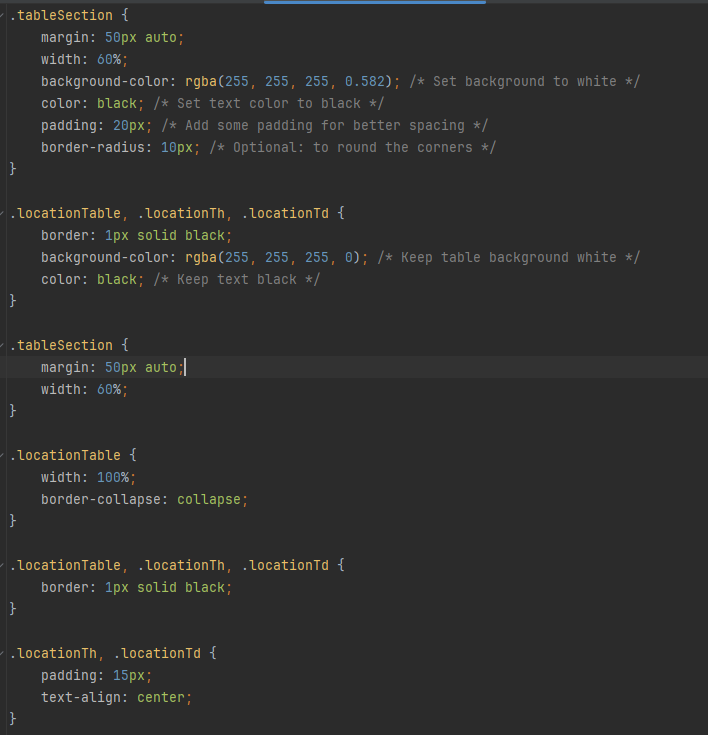 .tableSection {
    margin: 50px auto;
    width: 60%;
    background-color: rgba(255, 255, 255, 0.582); /* Set background to white */
    color: black; /* Set text color to black */
    padding: 20px; /* Add some padding for better spacing */
    border-radius: 10px; /* Optional: to round the corners */
}

.locationTable, .locationTh, .locationTd {
    border: 1px solid black;
    background-color: rgba(255, 255, 255, 0); /* Keep table background white */
    color: black; /* Keep text black */
}

.tableSection {
    margin: 50px auto;
    width: 60%;
}

.locationTable {
    width: 100%;
    border-collapse: collapse;
}

.locationTable, .locationTh, .locationTd {
    border: 1px solid black;
}

.locationTh, .locationTd {
    padding: 15px;
    text-align: center;
}